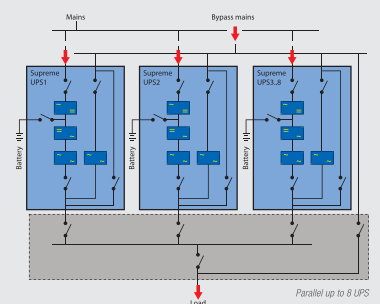 Mains
Bypass mains
Supreme
UPS1
Supreme
UPS2
Supreme
UPS3..8
Battery
Battery
Battery
Parallel up to 8 UPS
Load